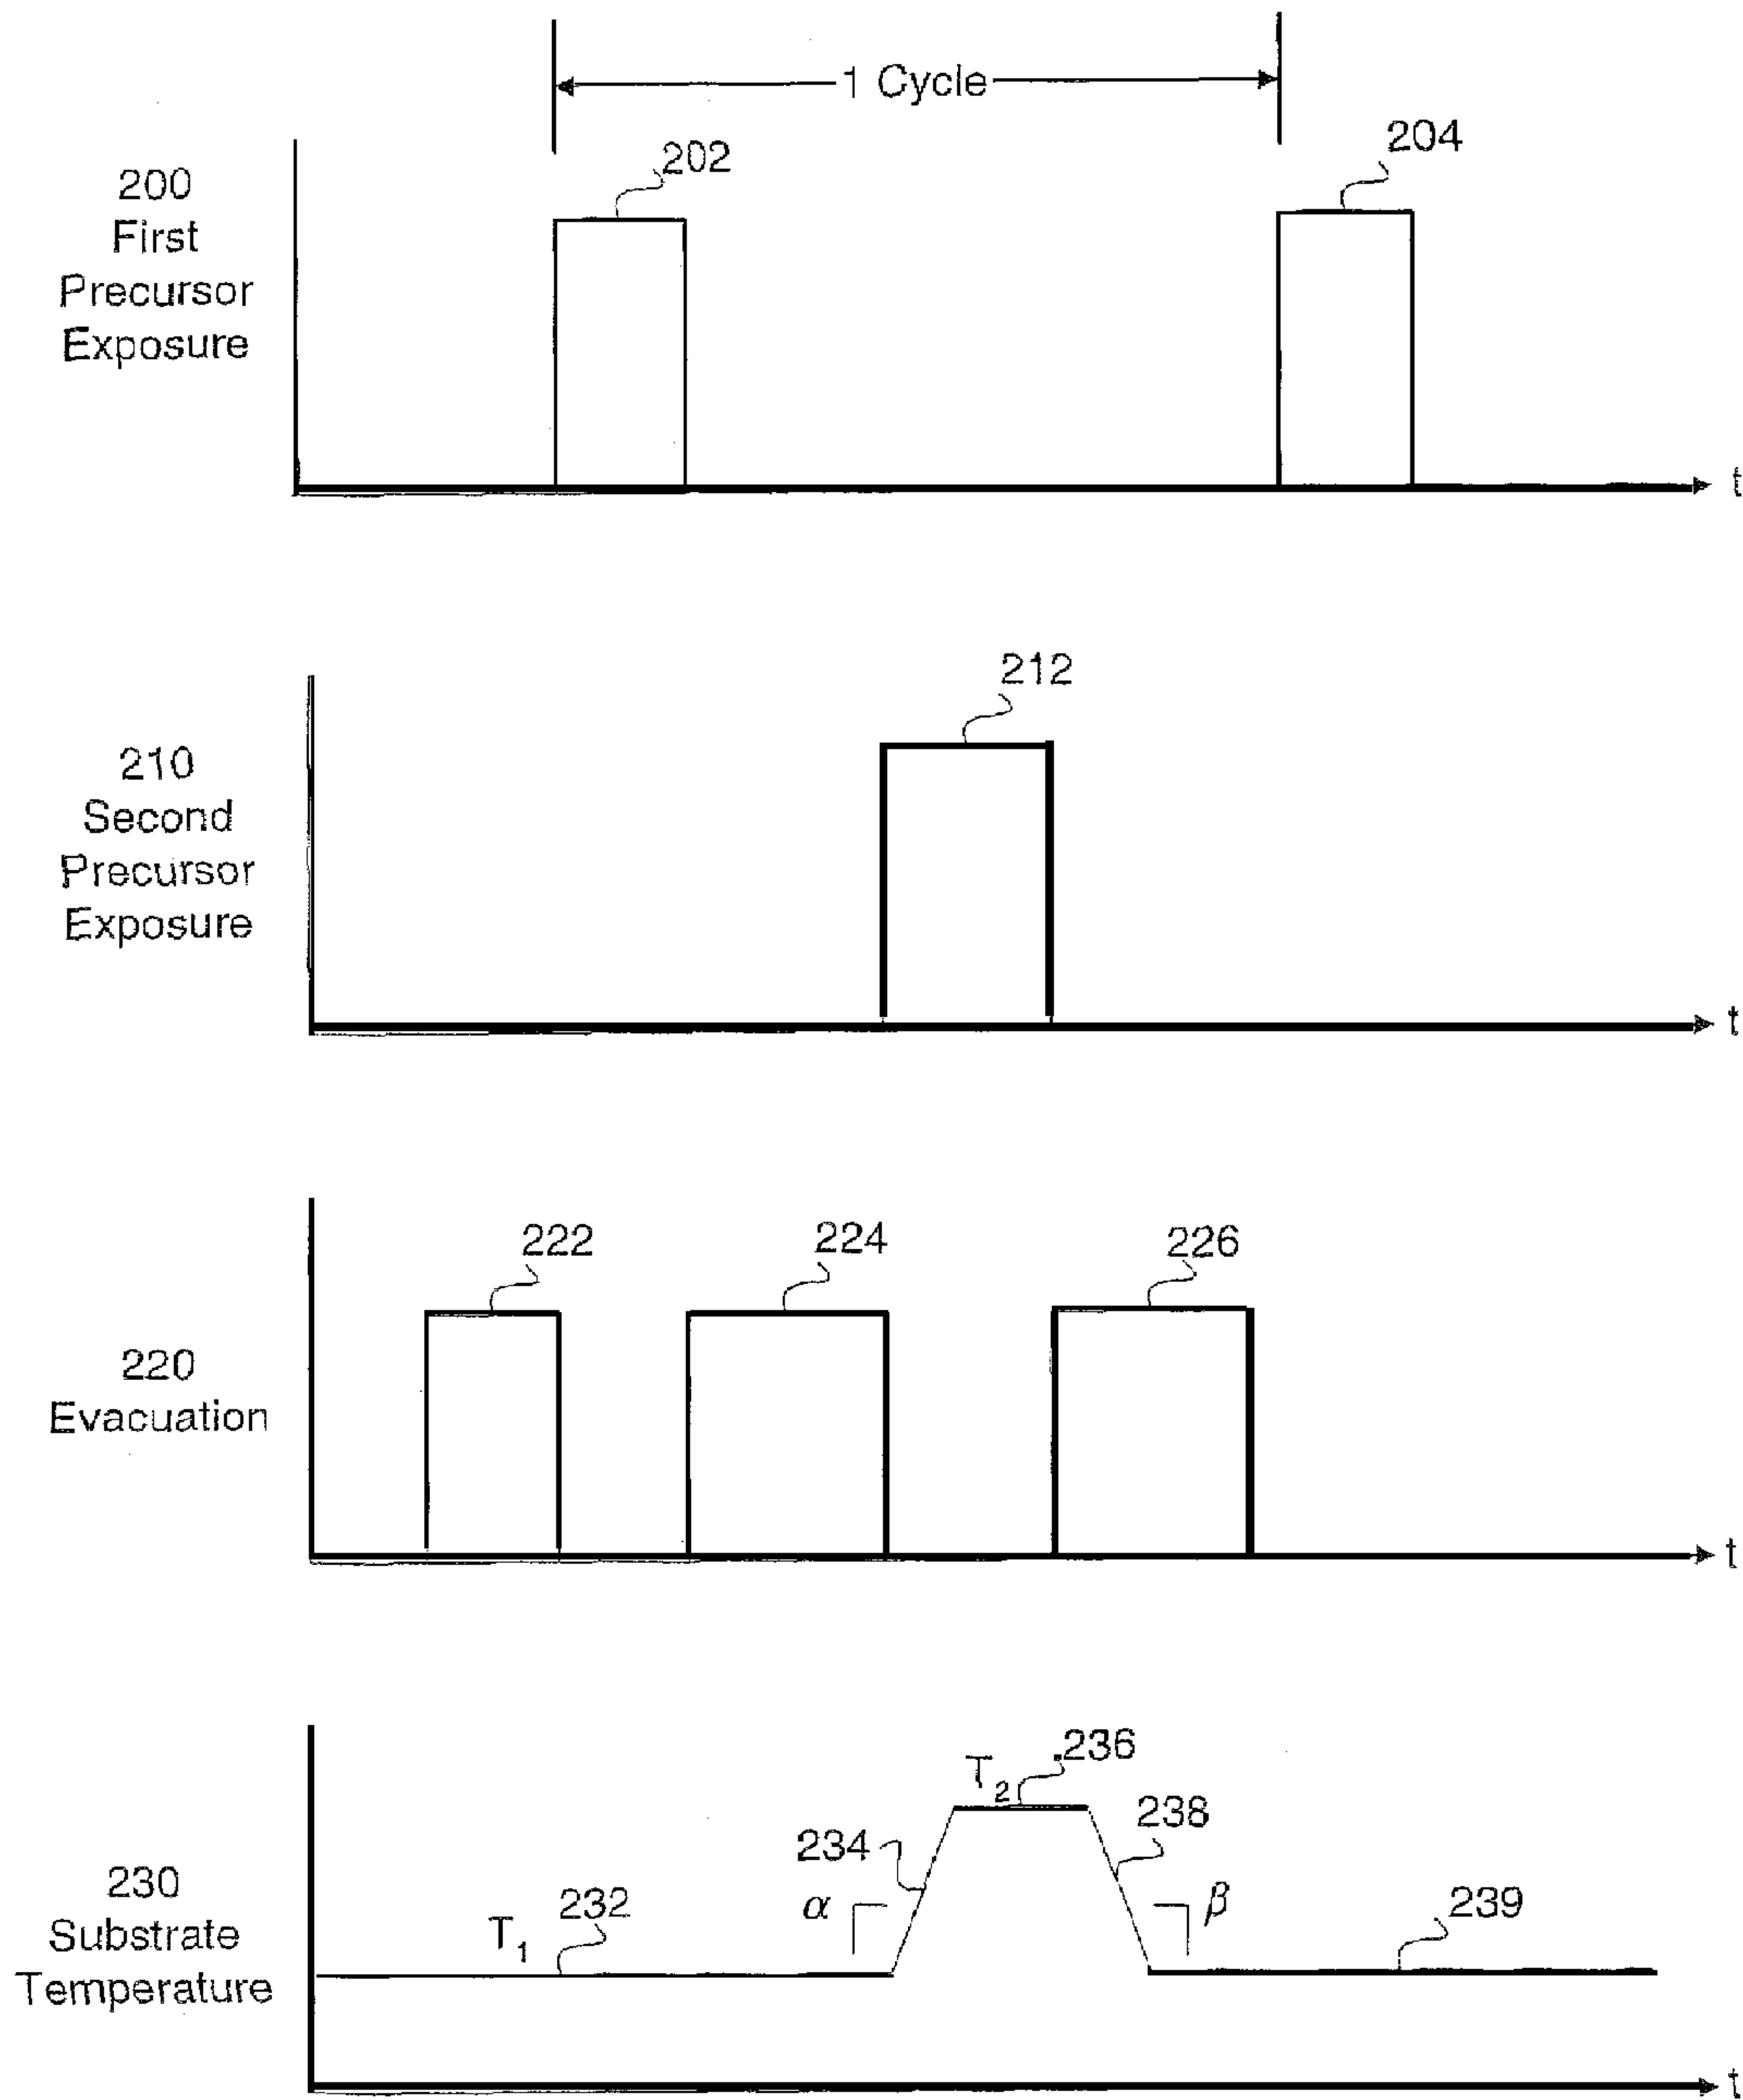 1 Cycle
202
204
200
First
Precursor
Exposure
t
212
210
Second
Precursor
Exposure
t
222
224
226
220
Evacuation
t
T2
236
238
234
α
β
232
T1
239
230
Substrate
Temperature
t